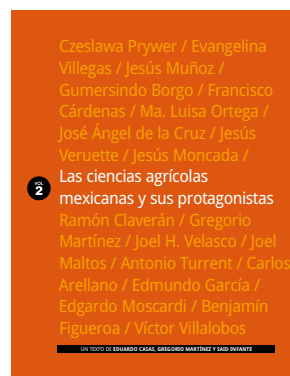 Czeslawa Prywer / Evangelina
Villegas / Jesús Muñoz /
Gumersindo Borgo / Francisco
Cárdenas / Ma. Luisa Ortega /
José Ángel de la Cruz / Jesús
Veruette / Jesús Moncada /
VOL.
2
Las ciencias agrícolas
mexicanas y sus protagonistas
Ramón Claverán / Gregorio
Martínez / Joel H. Velasco / Joel
Maltos / Antonio Turrent / Carlos
Arellano / Edmundo García /
Edgardo Moscardi / Benjamín
Figueroa / Víctor Villalobos
UN TEXTO DE EDUARDO CASAS, GREGORIO MARTÍNEZ Y SAID INFANTE